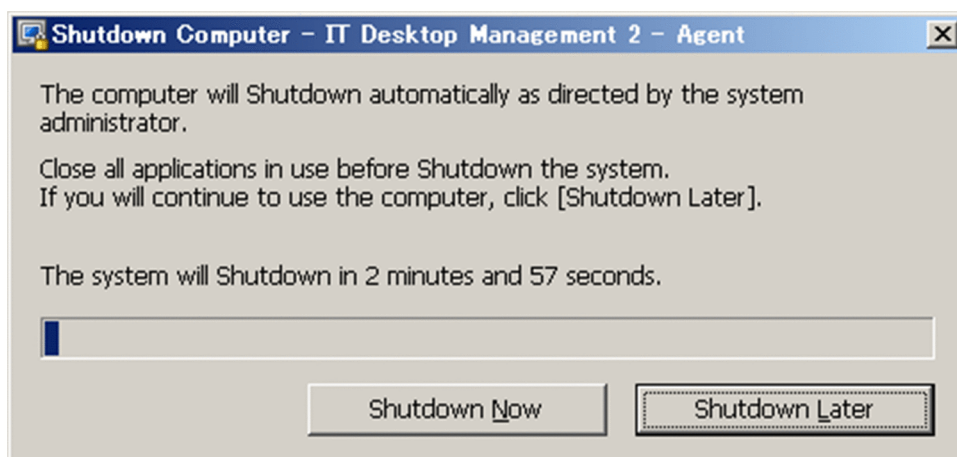 Shutdown Computer - IT Desktop Management 2 - Agent
The computer will Shutdown automatically as directed by the system
administrator.
Close all applications in use before Shutdown the system.
If you will continue to use the computer, click [Shutdown Later].
The system will Shutdown in 2 minutes and 57 seconds.
Shutdown Now
Shutdown Later